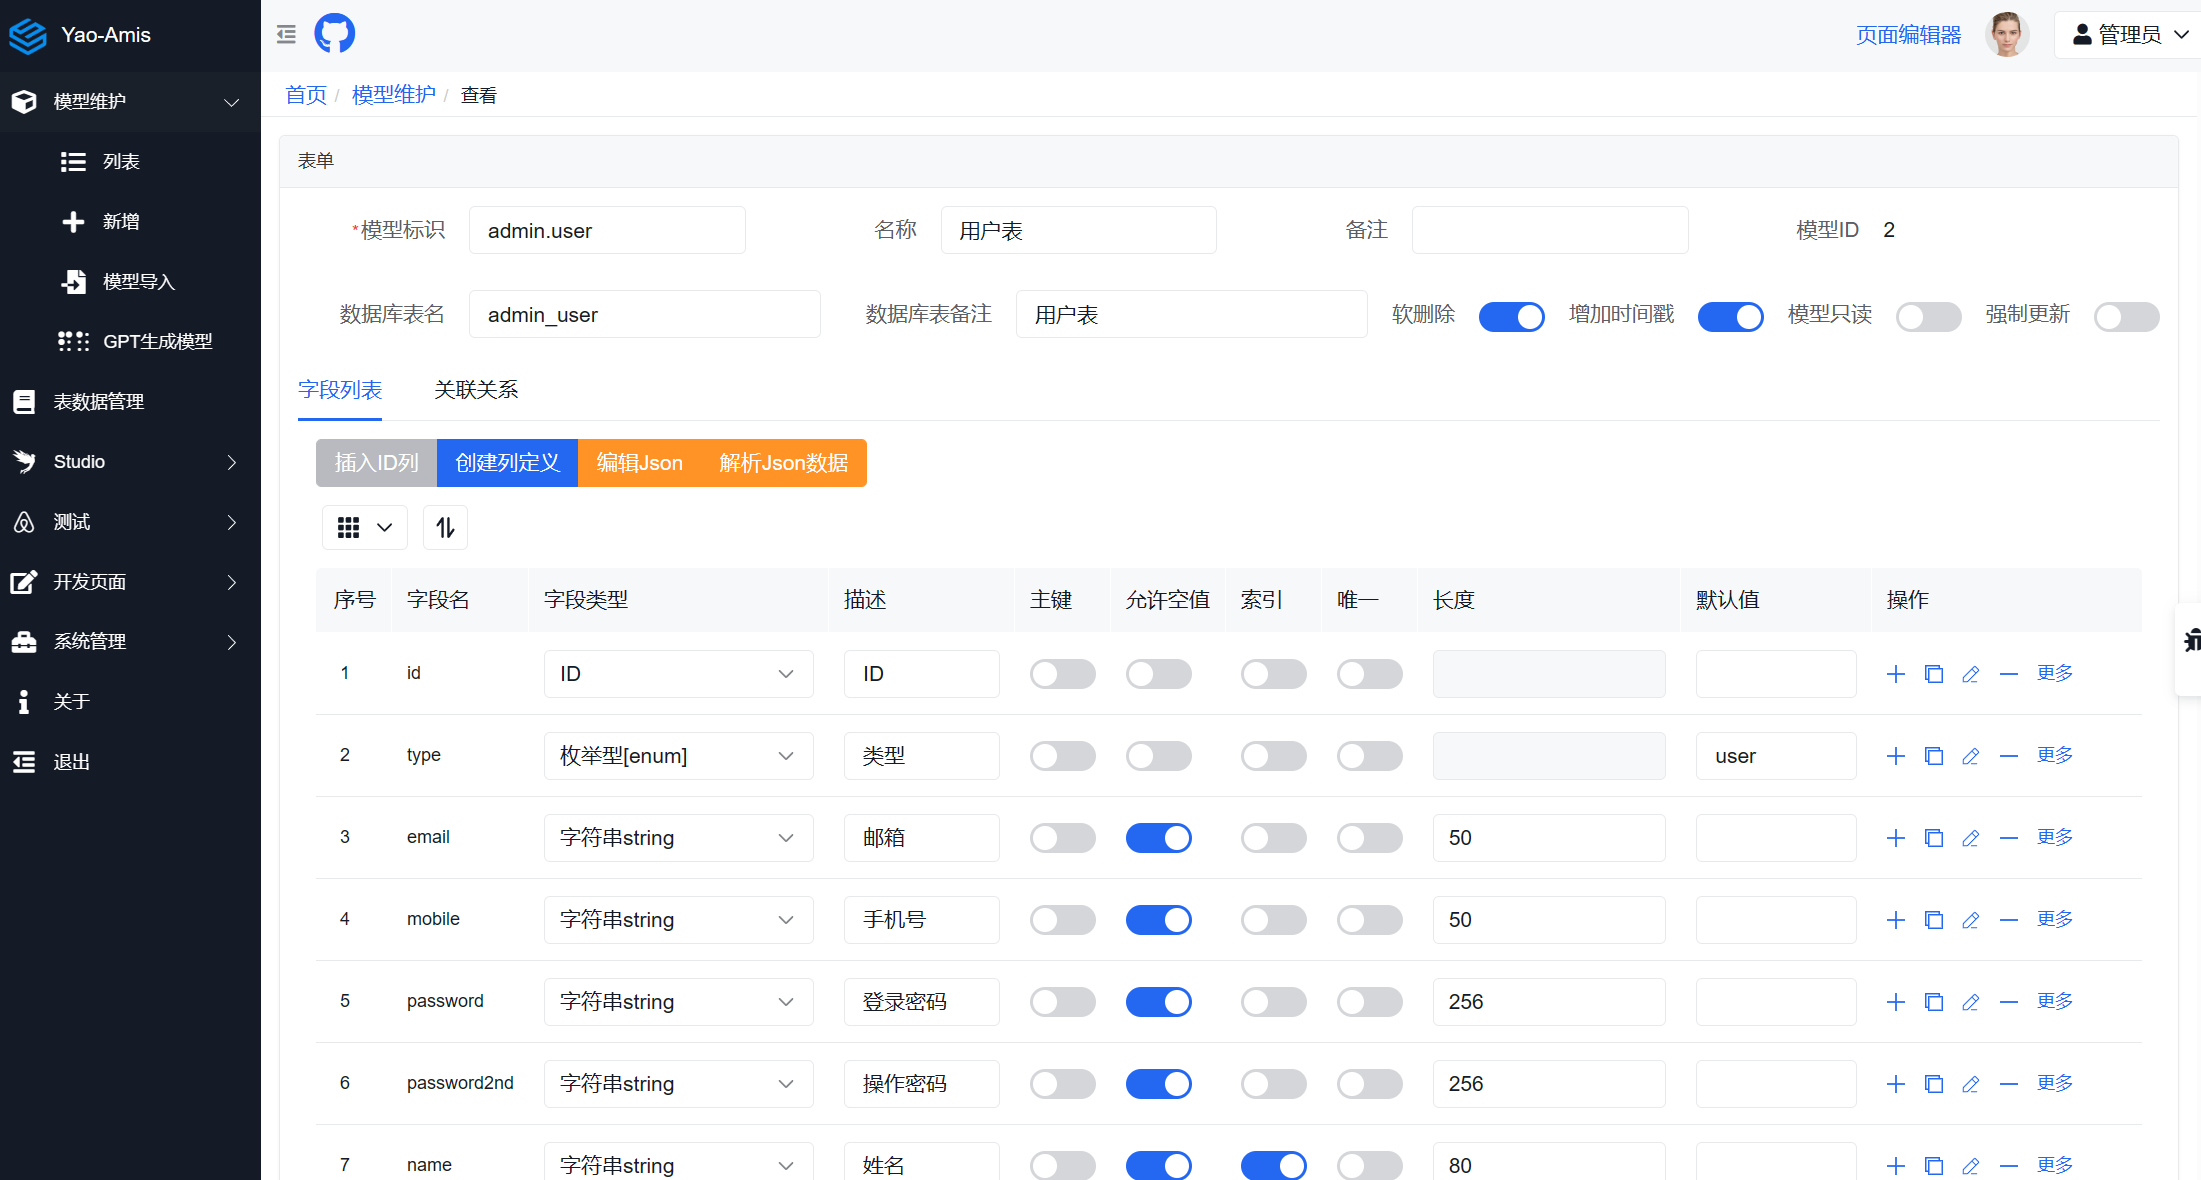 Yao-Amis
页面编辑器
管理员
模型维护
列表
新增
模型导入
GPT生成模型
表数据管理
Studio
测试
开发页面
系统管理
关于
退出
首页 / 模型维护 / 查看
表单
*模型标识 admin.user 名称 用户表 备注 模型ID 2
数据库表名 admin_user 数据库表备注 用户表 软删除 增加时间戳 模型只读 强制更新
字段列表 关联关系
插入ID列 创建列定义 编辑Json 解析Json数据
序号 字段名 字段类型 描述 主键 允许空值 索引 唯一 长度 默认值 操作
1 id ID ID 更多
2 type 枚举型[enum] 类型 user 更多
3 email 字符串string 邮箱 50 更多
4 mobile 字符串string 手机号 50 更多
5 password 字符串string 登录密码 256 更多
6 password2nd 字符串string 操作密码 256 更多
7 name 字符串string 姓名 80 更多